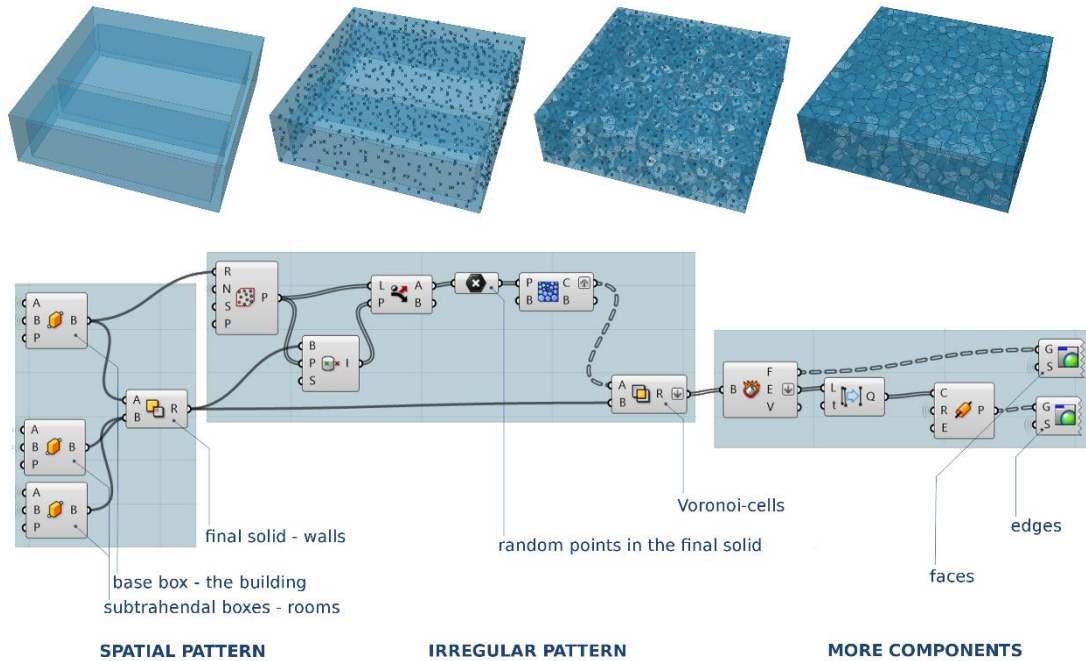 R
N
S
P
P
L
P
A
B
P
B
C
B
A
B
P
B
B
P
S
I
A
B
R
A
B
R
B
F
E
V
L
t
Q
C
R
E
P
G
S
G
S
A
B
P
B
A
B
P
B
Voronoi-cells
edges
final solid - walls
random points in the final solid
faces
base box - the building
subtrahendal boxes - rooms
SPATIAL PATTERN
IRREGULAR PATTERN
MORE COMPONENTS